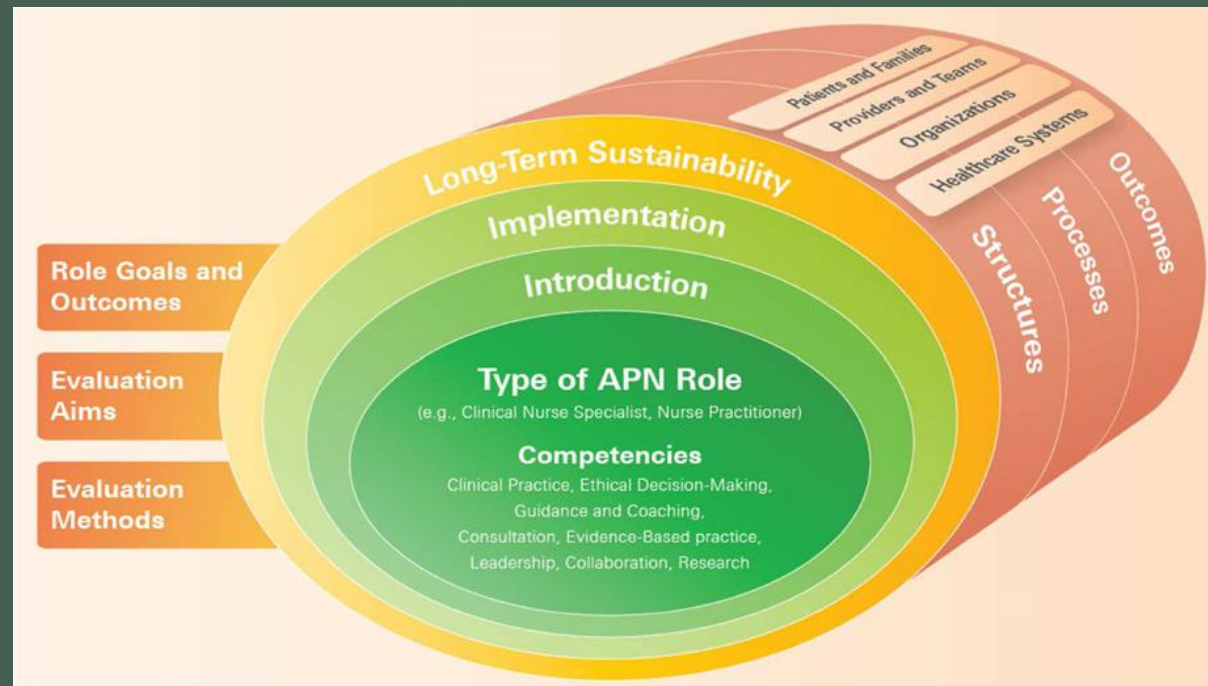 Patients and Families
Providers and Teams
Organizations
Healthcare Systems
Outcomes
Processes
Structures
Long-Term Sustainability
Implementation
Introduction
Role Goals and
Outcomes
Evaluation
Aims
Evaluation
Methods
Type of APN Role
(e.g., Clinical Nurse Specialist, Nurse Practitioner)
Competencies
Clinical Practice, Ethical Decision-Making,
Guidance and Coaching,
Consultation, Evidence-Based practice,
Leadership, Collaboration, Research